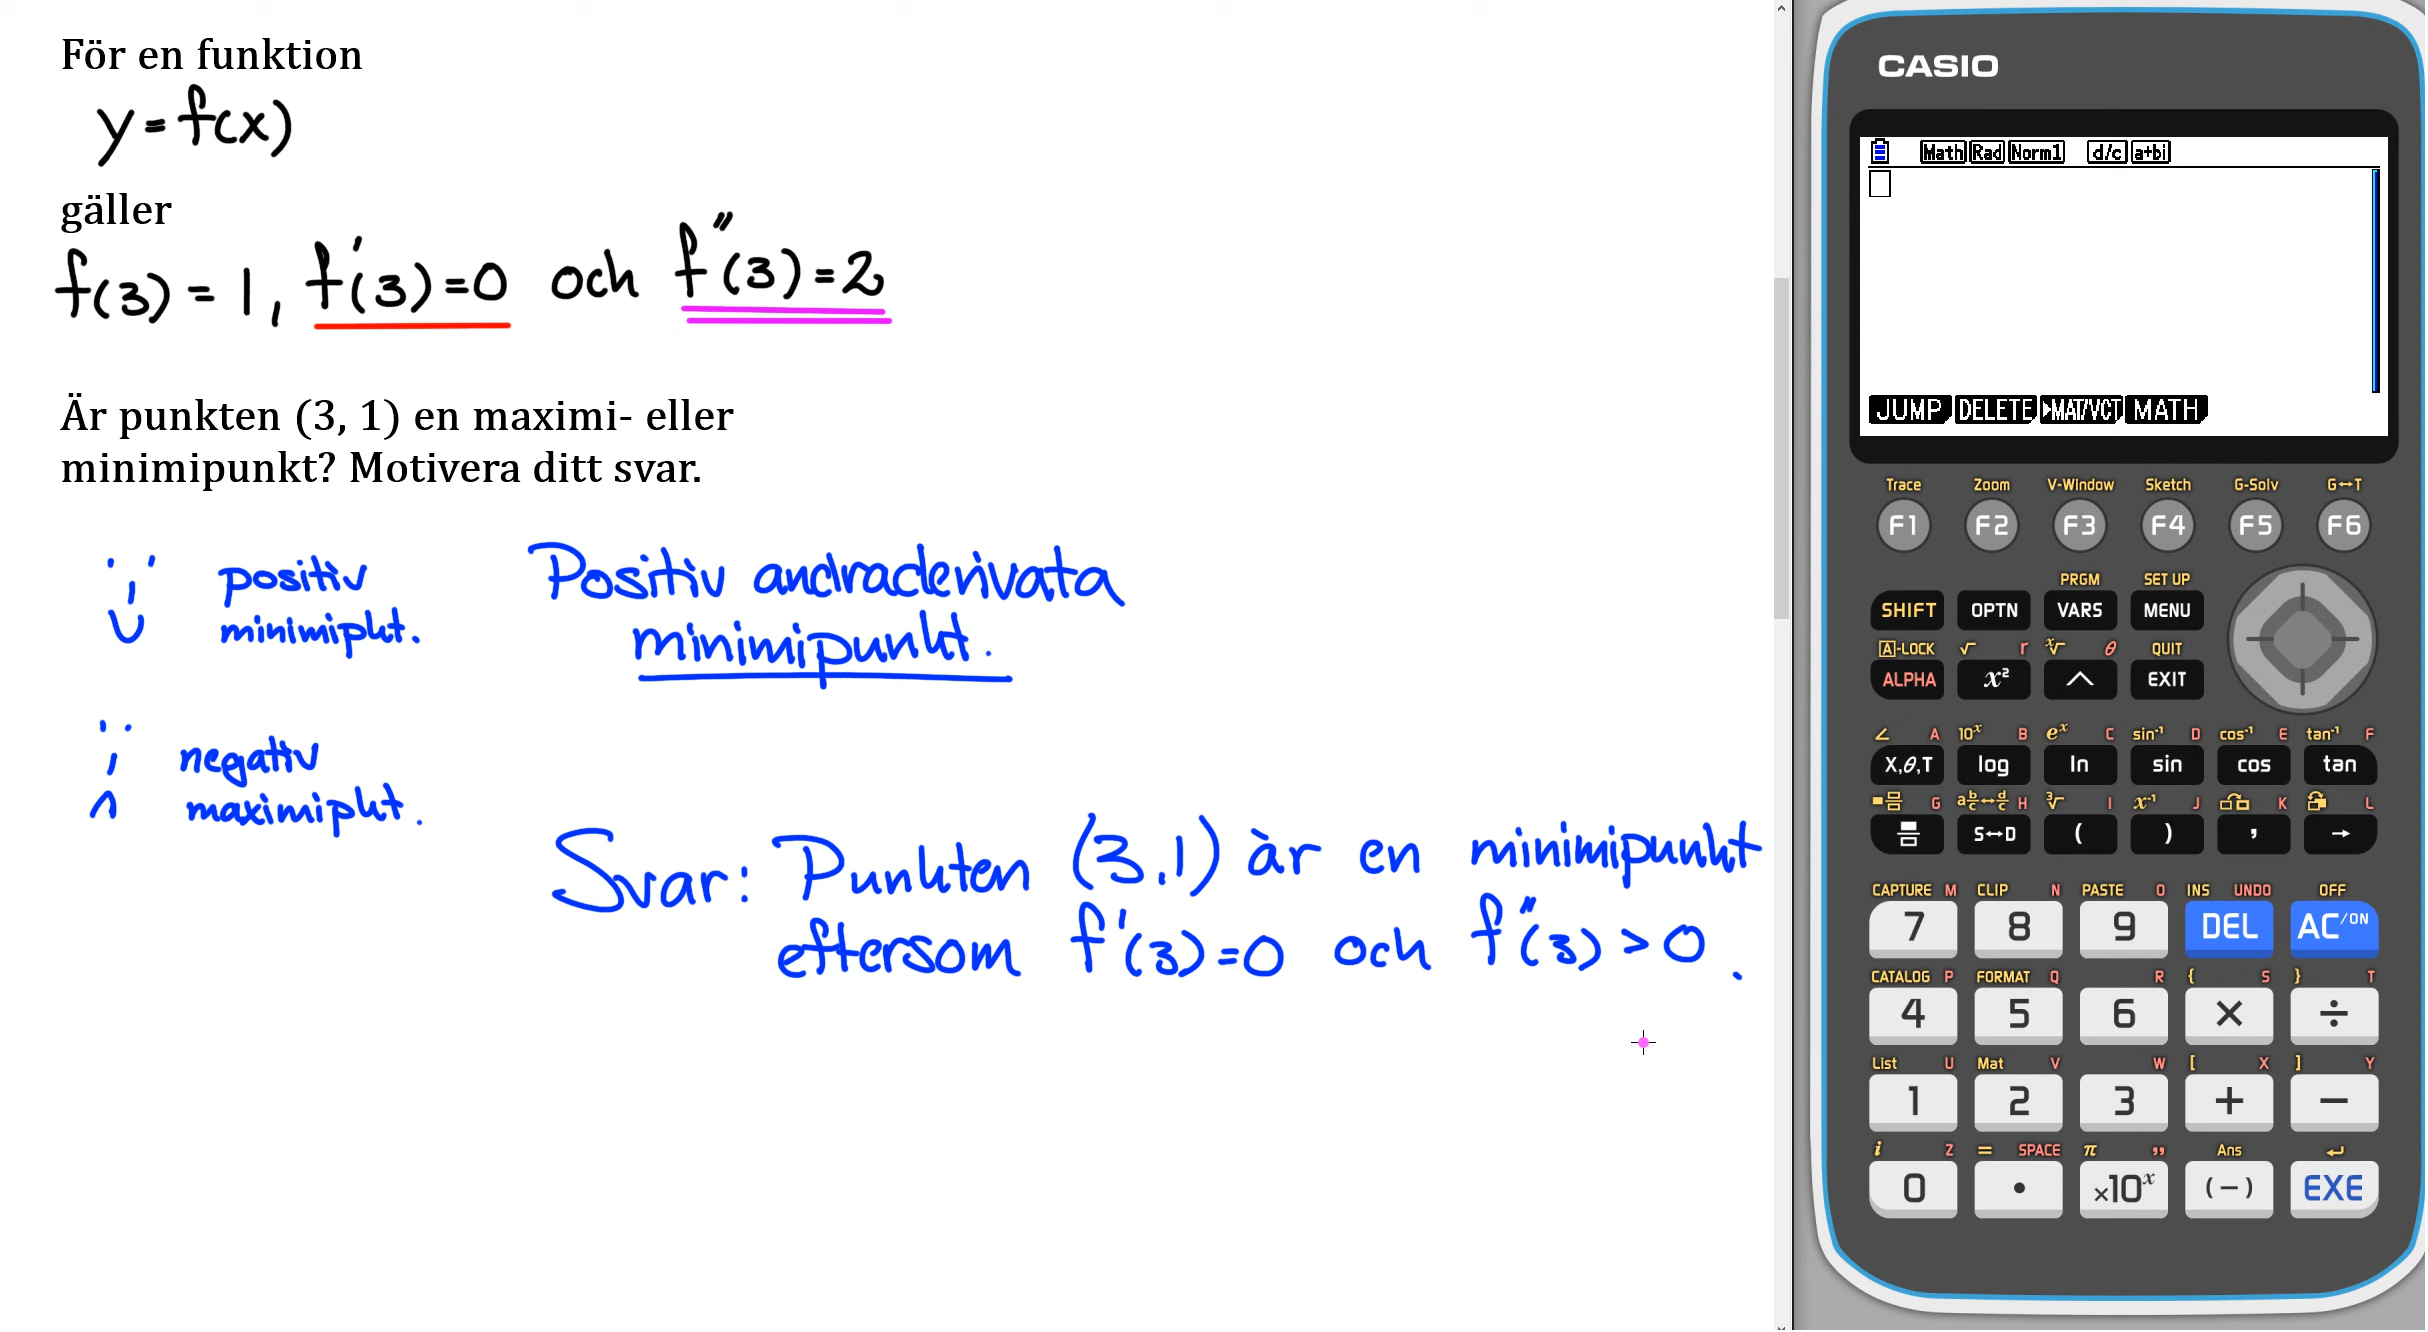 För en funktion
y=f(x)
gäller
f(3) = 1, f'(3)=0 och f''(3)=2
Är punkten (3, 1) en maximi- eller
minimipunkt? Motivera ditt svar.
positiv
minimipkt.
Positiv andraderivata
minimipunkt.
negativ
maximipkt.
Svar: Punkten (3,1) är en minimipunkt
eftersom f'(3)=0 och f''(3)>0.
CASIO
Math Rad Norm1 d/c a+bi
JUMP DELETE ▶MAT/VCT MATH
Trace Zoom V-Window Sketch G-Solv G↔T
F1 F2 F3 F4 F5 F6
PRGM SET UP
SHIFT OPTN VARS MENU
A-LOCK √ r ˣ√ θ QUIT
ALPHA x² ^ EXIT
∠ A 10ˣ B eˣ C sin⁻¹ D cos⁻¹ E tan⁻¹ F
X,θ,T log ln sin cos tan
G a b/c↔d/c H ³√ I x⁻¹ J K L
S↔D ( ) , →
CAPTURE M CLIP N PASTE O INS UNDO OFF
7 8 9 DEL AC/ON
CATALOG P FORMAT Q R { S } T
4 5 6 × ÷
List U Mat V W [ X ] Y
1 2 3 + −
i Z = SPACE π " Ans ↵
0 • ×10ˣ (−) EXE